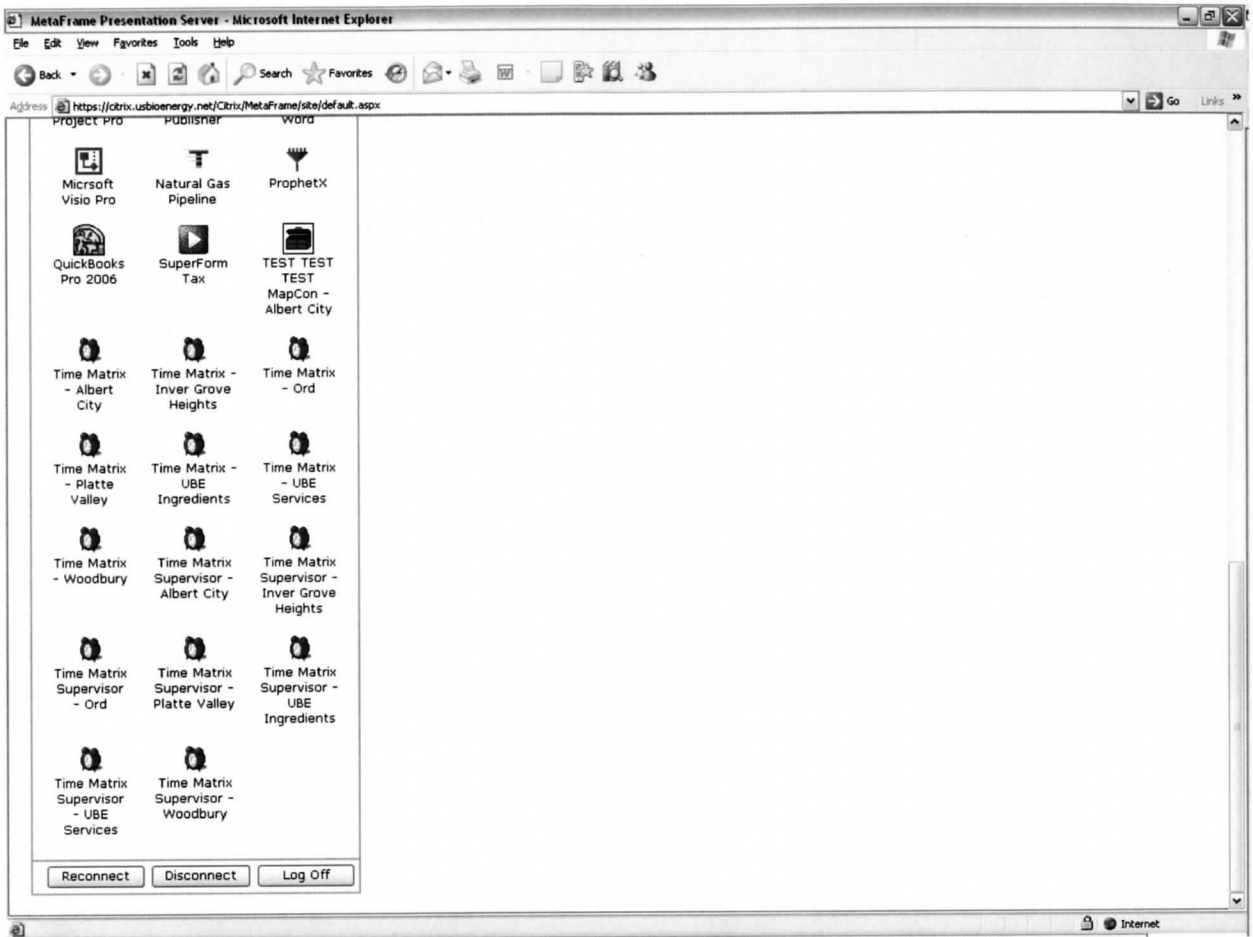 MetaFrame Presentation Server - Microsoft Internet Explorer
File Edit View Favorites Tools Help
Back Search Favorites
Address https://citrix.usbioenergy.net/Citrix/MetaFrame/site/default.aspx Go Links »
Project Pro Publisher Word
Micrsoft Natural Gas ProphetX
Visio Pro Pipeline
QuickBooks SuperForm TEST TEST
Pro 2006 Tax TEST
MapCon -
Albert City
Time Matrix Time Matrix - Time Matrix
- Albert Inver Grove - Ord
City Heights
Time Matrix Time Matrix - Time Matrix
- Platte UBE - UBE
Valley Ingredients Services
Time Matrix Time Matrix Time Matrix
- Woodbury Supervisor - Supervisor -
Albert City Inver Grove
Heights
Time Matrix Time Matrix Time Matrix
Supervisor Supervisor - Supervisor -
- Ord Platte Valley UBE
Ingredients
Time Matrix Time Matrix
Supervisor Supervisor -
- UBE Woodbury
Services
Reconnect Disconnect Log Off
Internet